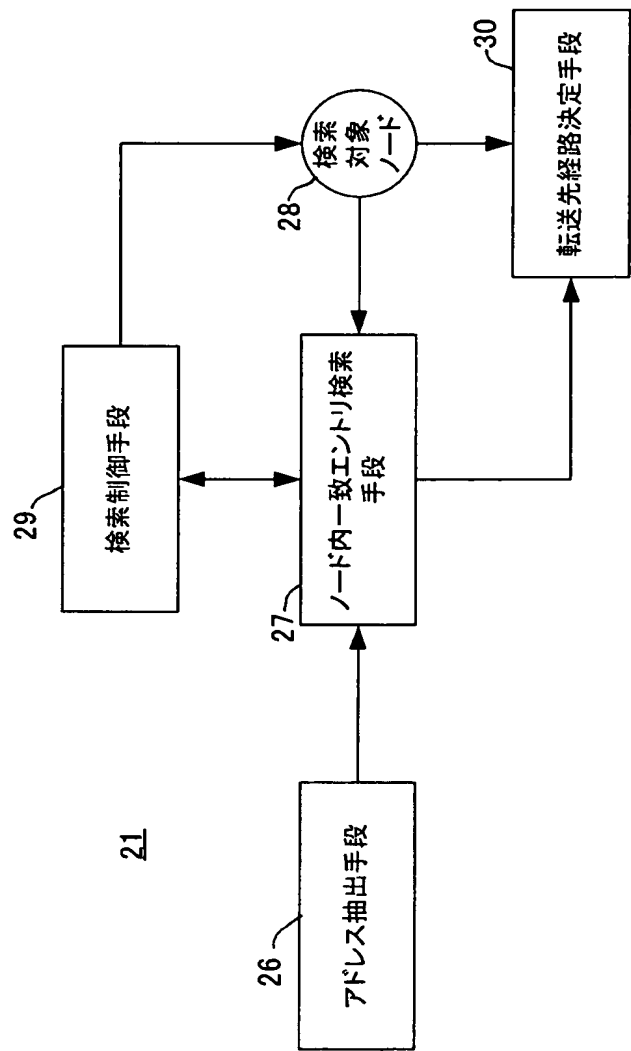 21
26
アドレス抽出手段
27
ノード内一致エントリ検索
手段
28
検索
対象
ノード
29
検索制御手段
30
転送先経路決定手段